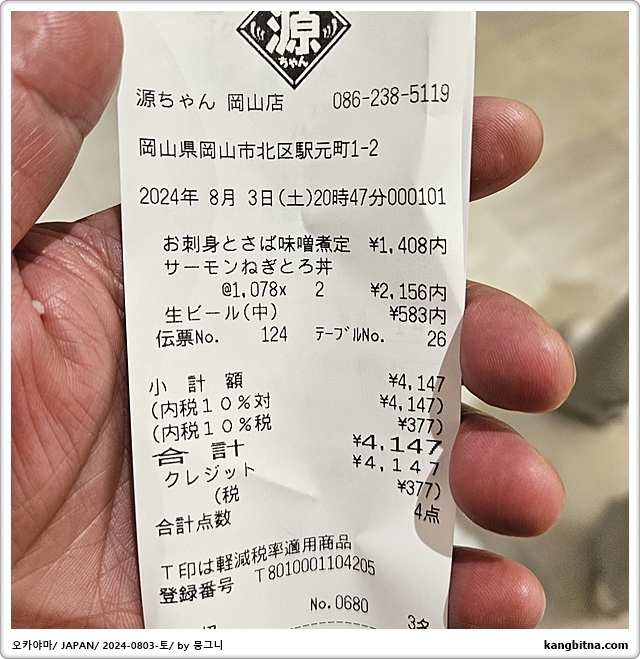 源
ちゃん
源ちゃん 岡山店 086-238-5119
岡山県岡山市北区駅元町1-2
2024年 8月 3日(土)20時47分000101
お刺身とさば味噌煮定 ¥1,408内
サーモンねぎとろ丼
@1,078x 2 ¥2,156内
生ビール(中) ¥583内
伝票No. 124 テーブルNo. 26
小 計 額 ¥4,147
(内税10%対 ¥4,147)
(内税10%税 ¥377)
合 計 ¥4,147
クレジット ¥4,147
(税 ¥377)
合計点数 4点
T印は軽減税率適用商品
登録番号 T8010001104205
No.0680
3名
오카야마/ JAPAN/ 2024-0803-토/ by 몽그니
kangbitna.com